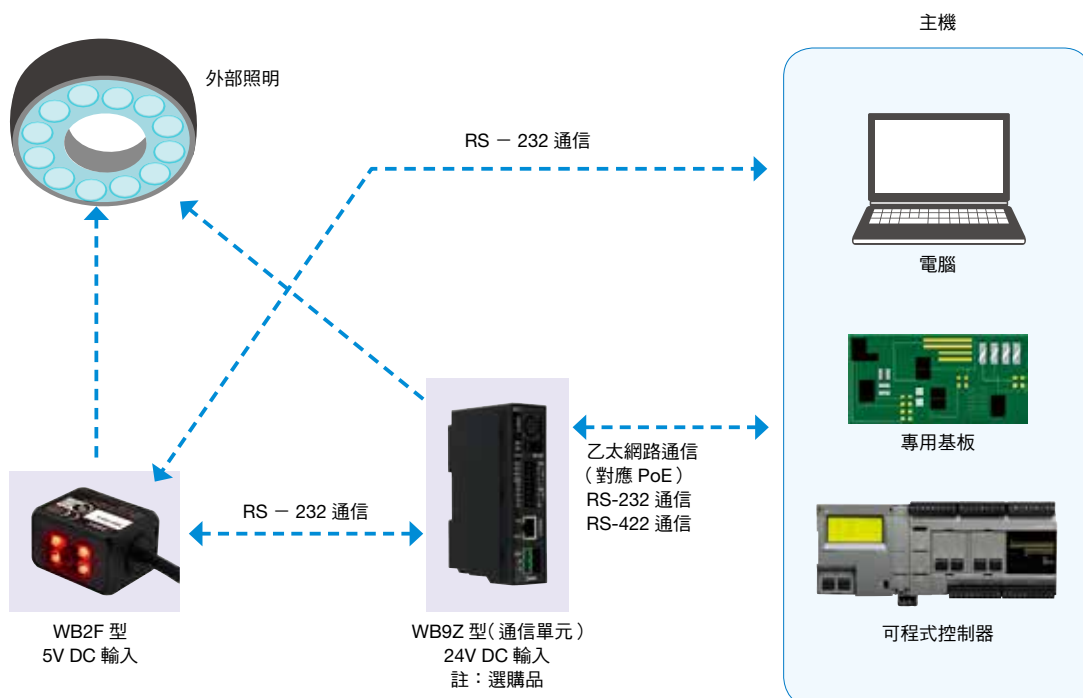 主機
外部照明
RS － 232 通信
電腦
專用基板
乙太網路通信
（對應 PoE）
RS-232 通信
RS-422 通信
RS － 232 通信
可程式控制器
WB2F 型
5V DC 輸入
WB9Z 型（通信單元）
24V DC 輸入
註：選購品